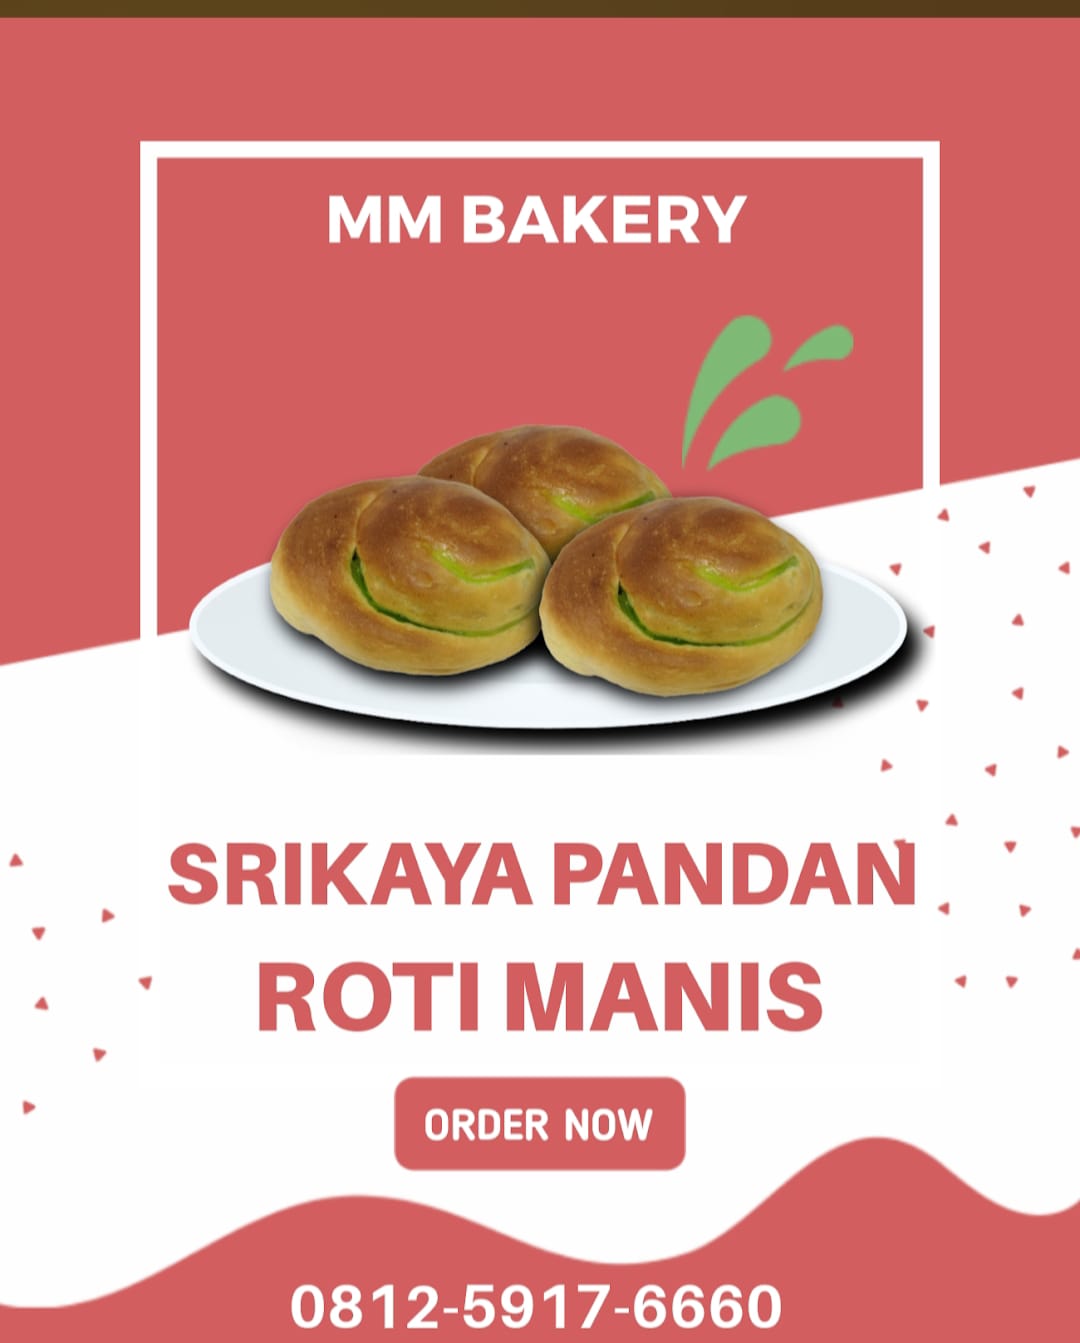 MM BAKERY
SRIKAYA PANDAN
ROTI MANIS
ORDER NOW
0812-5917-6660